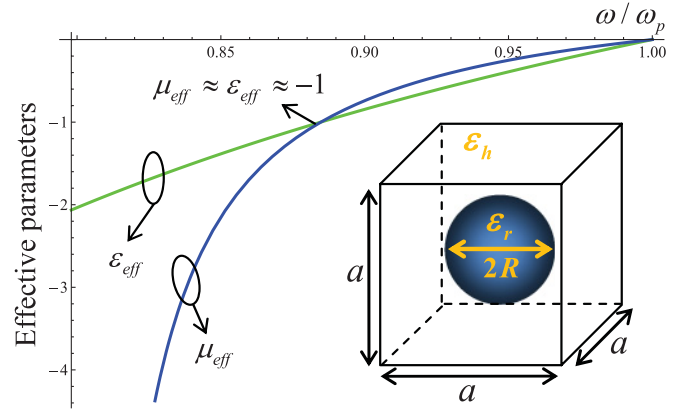 ω / ω_p
0.85
0.90
0.95
1.00
μ_eff ≈ ε_eff ≈ -1
-1
-2
-3
-4
Effective parameters
ε_eff
μ_eff
ε_h
ε_r
2R
a
a
a